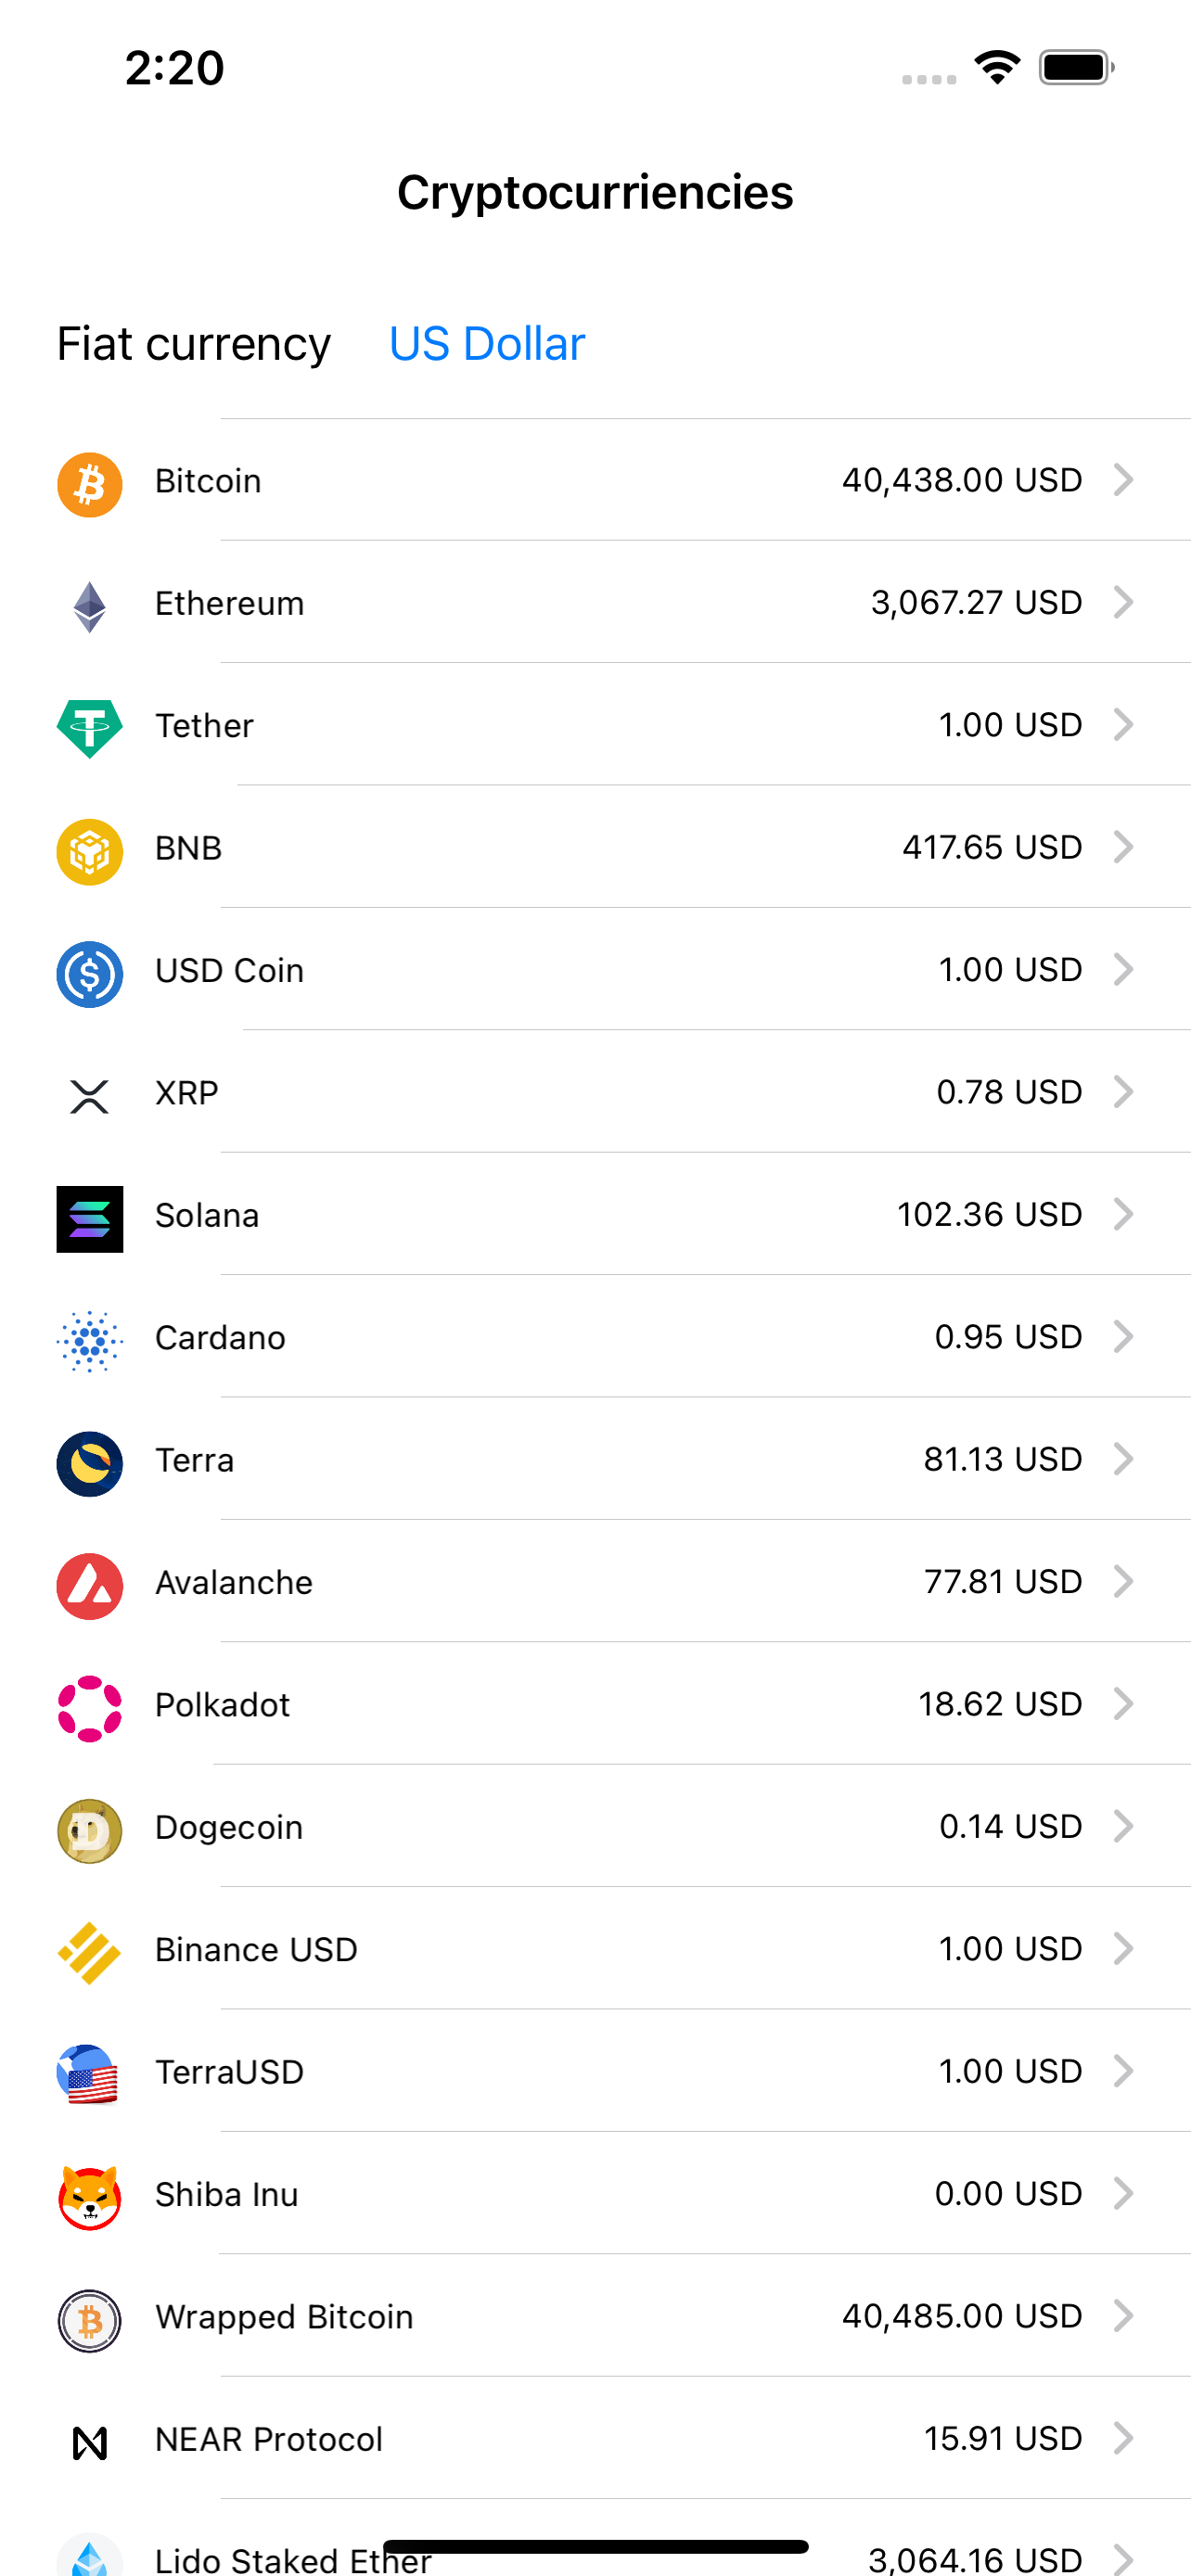 2:20
Cryptocurriencies
Fiat currency US Dollar
Bitcoin 40,438.00 USD
Ethereum 3,067.27 USD
Tether 1.00 USD
BNB 417.65 USD
USD Coin 1.00 USD
XRP 0.78 USD
Solana 102.36 USD
Cardano 0.95 USD
Terra 81.13 USD
Avalanche 77.81 USD
Polkadot 18.62 USD
Dogecoin 0.14 USD
Binance USD 1.00 USD
TerraUSD 1.00 USD
Shiba Inu 0.00 USD
Wrapped Bitcoin 40,485.00 USD
NEAR Protocol 15.91 USD
Lido Staked Ether 3,064.16 USD